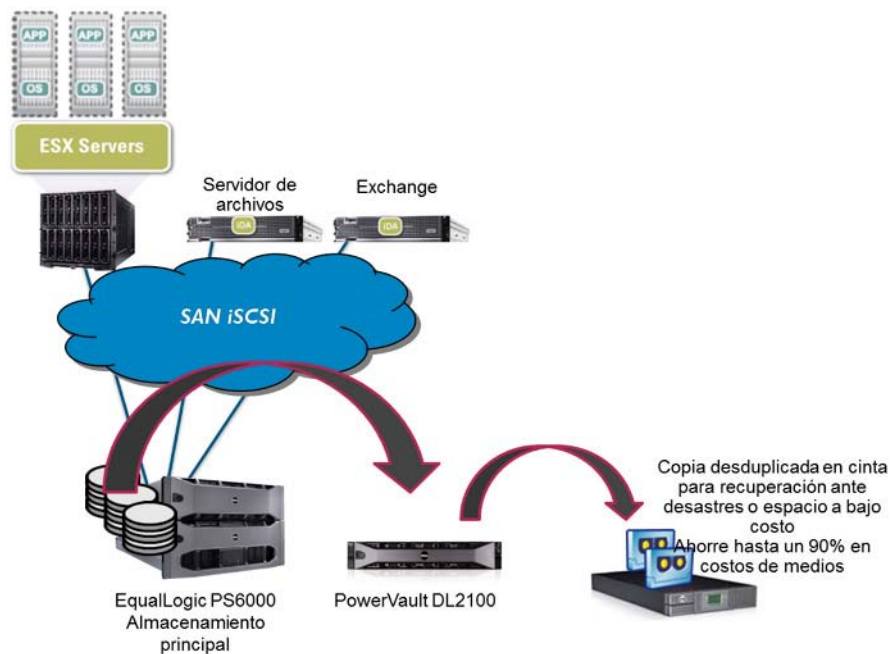 APP APP APP
OS OS OS
ESX Servers
Servidor de
archivos
Exchange
iDA
iDA
SAN iSCSI
EqualLogic PS6000
Almacenamiento
principal
PowerVault DL2100
Copia desduplicada en cinta
para recuperación ante
desastres o espacio a bajo
costo
Ahorre hasta un 90% en
costos de medios